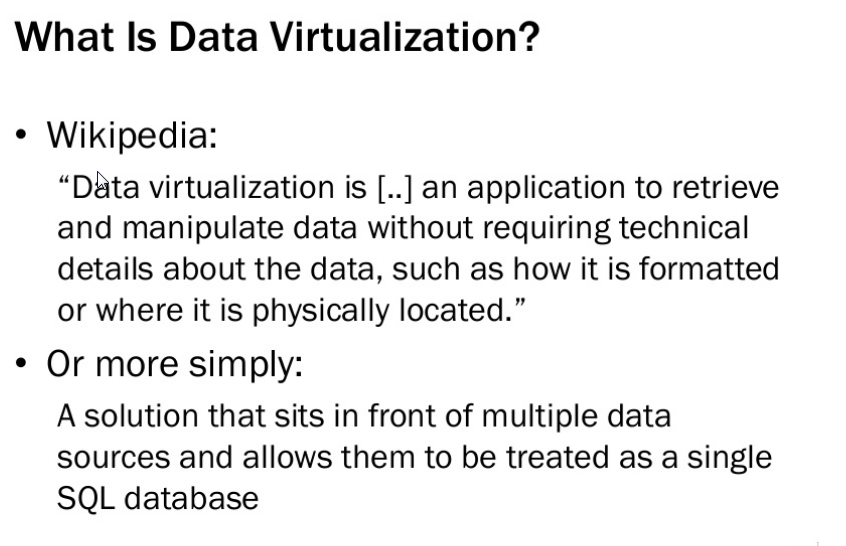 What Is Data Virtualization?
• Wikipedia:
“Data virtualization is [..] an application to retrieve
and manipulate data without requiring technical
details about the data, such as how it is formatted
or where it is physically located.”
• Or more simply:
A solution that sits in front of multiple data
sources and allows them to be treated as a single
SQL database